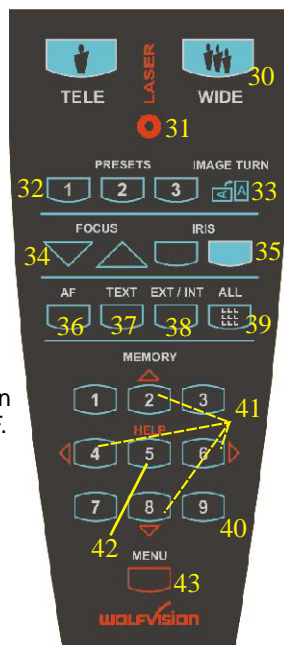 LASER
TELE
WIDE
30
31
PRESETS
IMAGE TURN
32
1
2
3
A
A
33
FOCUS
IRIS
34
35
AF
TEXT
EXT / INT
ALL
36
37
38
39
MEMORY
1
2
3
n
F.
HELP
41
4
5
6
7
8
9
42
40
MENU
43
WOLFVISION